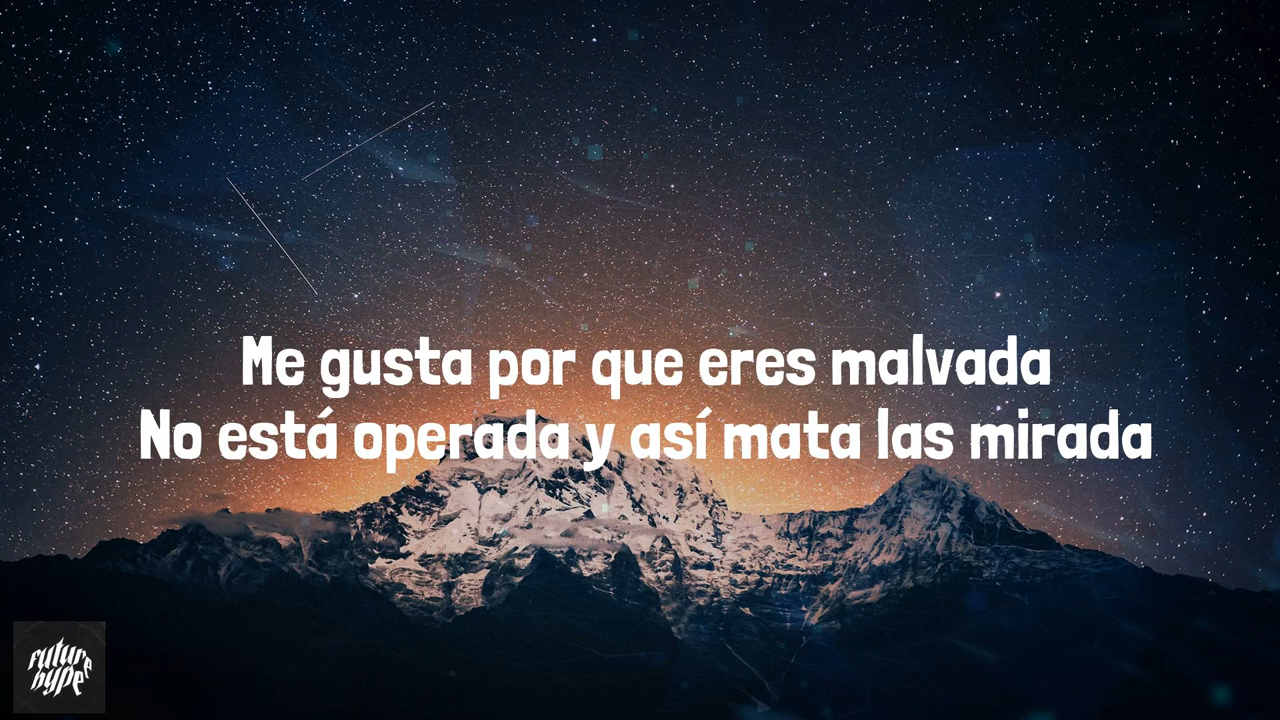 Me gusta por que eres malvada
No está operada y así mata las mirada
future
hype